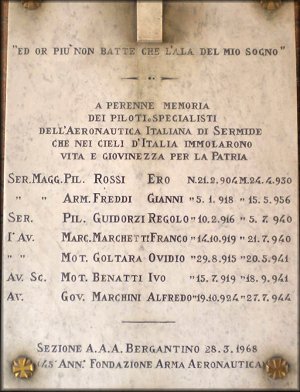 "ED OR PIU' NON BATTE CHE L'ALA DEL MIO SOGNO"
A PERENNE MEMORIA
DEI PILOTI E SPECIALISTI
DELL'AERONAUTICA ITALIANA DI SERMIDE
CHE NEI CIELI D'ITALIA IMMOLARONO
VITA E GIOVINEZZA PER LA PATRIA
SER. MAGG. PIL. ROSSI ERO N. 21.2.904 M. 24.4.930
" " ARM. FREDDI GIANNI " 5.1.918 " 15.5.956
SER. PIL. GUIDORZI REGOLO " 10.2.916 " 5.7.940
I° AV. MARC. MARCHETTI FRANCO " 14.10.919 " 21.7.940
" " MOT. GOLTARA OVIDIO " 29.8.915 " 20.5.941
AV. SC. MOT. BENATTI IVO " 15.7.919 " 18.9.941
AV. GOV. MARCHINI ALFREDO " 19.10.924 " 27.7.944
SEZIONE A.A.A. BERGANTINO 28.3.1968
(45° ANN. FONDAZIONE ARMA AERONAUTICA)